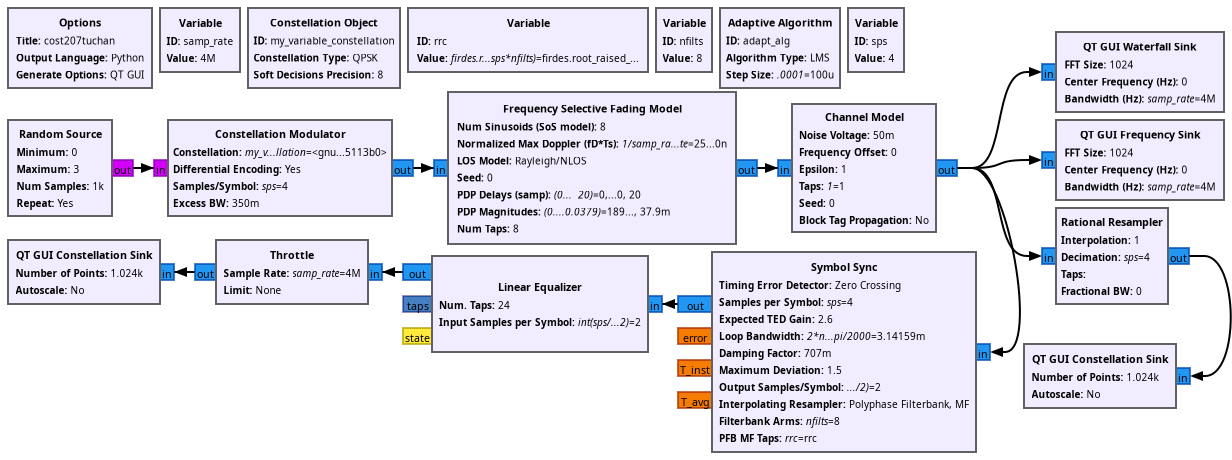 Options
Title: cost207tuchan
Output Language: Python
Generate Options: QT GUI
Variable
ID: samp_rate
Value: 4M
Constellation Object
ID: my_variable_constellation
Constellation Type: QPSK
Soft Decisions Precision: 8
Variable
ID: rrc
Value: firdes.r...sps*nfilts)=firdes.root_raised_...
Variable
ID: nfilts
Value: 8
Adaptive Algorithm
ID: adapt_alg
Algorithm Type: LMS
Step Size: .0001=100u
Variable
ID: sps
Value: 4
QT GUI Waterfall Sink
FFT Size: 1024
Center Frequency (Hz): 0
Bandwidth (Hz): samp_rate=4M
in
Random Source
Minimum: 0
Maximum: 3
Num Samples: 1k
Repeat: Yes
out
in
Constellation Modulator
Constellation: my_v...llation=<gnu...5113b0>
Differential Encoding: Yes
Samples/Symbol: sps=4
Excess BW: 350m
out
in
Frequency Selective Fading Model
Num Sinusoids (SoS model): 8
Normalized Max Doppler (fD*Ts): 1/samp_ra...te=25...0n
LOS Model: Rayleigh/NLOS
Seed: 0
PDP Delays (samp): (0... 20)=0,...0, 20
PDP Magnitudes: (0....0.0379)=189..., 37.9m
Num Taps: 8
out
in
Channel Model
Noise Voltage: 50m
Frequency Offset: 0
Epsilon: 1
Taps: 1=1
Seed: 0
Block Tag Propagation: No
out
in
QT GUI Frequency Sink
FFT Size: 1024
Center Frequency (Hz): 0
Bandwidth (Hz): samp_rate=4M
in
Rational Resampler
Interpolation: 1
Decimation: sps=4
Taps:
Fractional BW: 0
out
QT GUI Constellation Sink
Number of Points: 1.024k
Autoscale: No
in
out
Throttle
Sample Rate: samp_rate=4M
Limit: None
in
out
taps
state
Linear Equalizer
Num. Taps: 24
Input Samples per Symbol: int(sps/...2)=2
in
out
error
T_inst
T_avg
Symbol Sync
Timing Error Detector: Zero Crossing
Samples per Symbol: sps=4
Expected TED Gain: 2.6
Loop Bandwidth: 2*n...pi/2000=3.14159m
Damping Factor: 707m
Maximum Deviation: 1.5
Output Samples/Symbol: .../2)=2
Interpolating Resampler: Polyphase Filterbank, MF
Filterbank Arms: nfilts=8
PFB MF Taps: rrc=rrc
in
QT GUI Constellation Sink
Number of Points: 1.024k
Autoscale: No
in